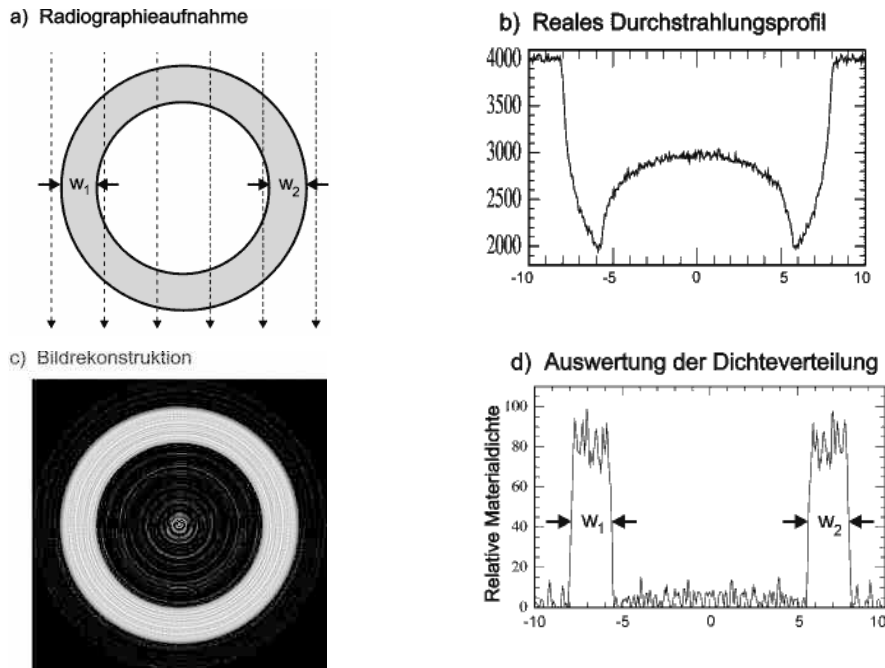 a) Radiographieaufnahme
w1
w2
b) Reales Durchstrahlungsprofil
4000
3500
3000
2500
2000
-10
-5
0
5
10
c) Bildrekonstruktion
d) Auswertung der Dichteverteilung
Relative Materialdichte
100
80
60
40
20
0
w1
w2
-10
-5
0
5
10